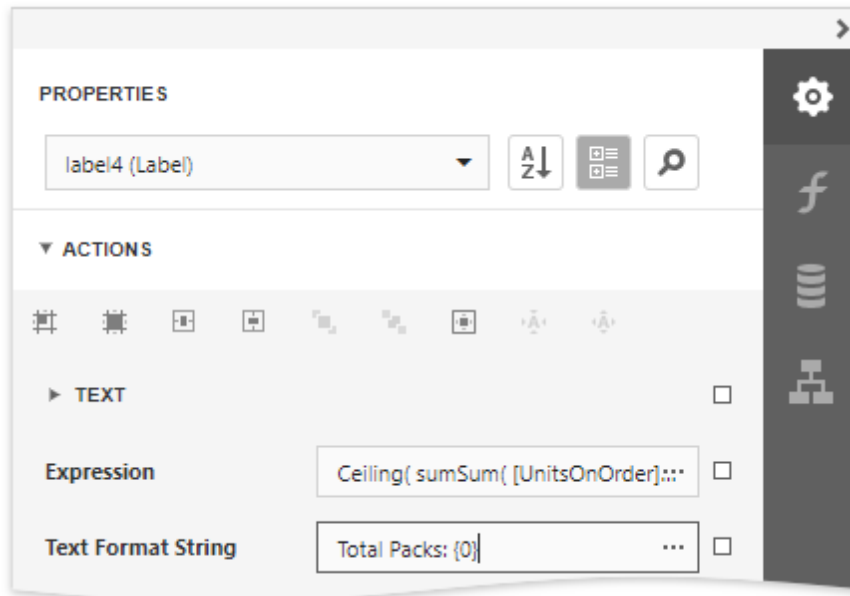 PROPERTIES
label4 (Label)
A
Z
ACTIONS
TEXT
Expression
Ceiling( sumSum( [UnitsOnOrder]...
Text Format String
Total Packs: {0}
...